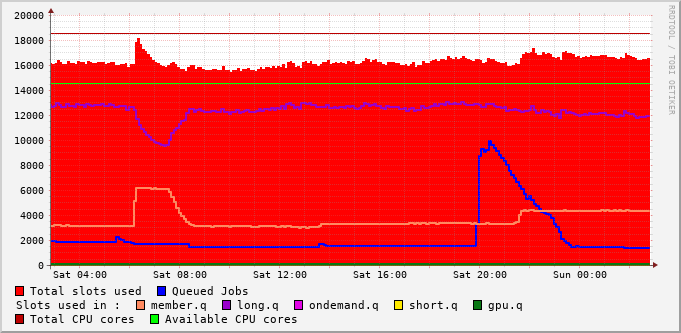 20000
18000
16000
14000
12000
10000
8000
6000
4000
2000
0
Sat 04:00 Sat 08:00 Sat 12:00 Sat 16:00 Sat 20:00 Sun 00:00
RRDTOOL / TOBI OETIKER
Total slots used Queued Jobs
Slots used in : member.q long.q ondemand.q short.q gpu.q
Total CPU cores Available CPU cores